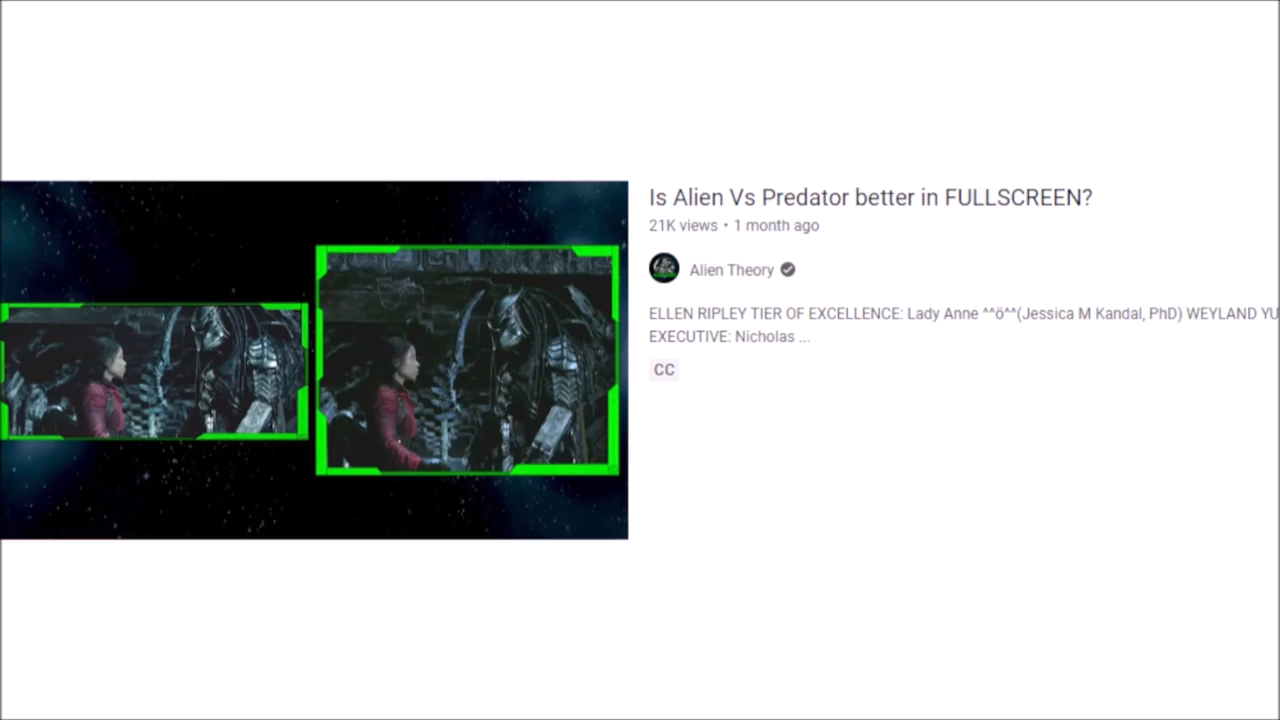 Is Alien Vs Predator better in FULLSCREEN?
21K views • 1 month ago
Alien Theory
ELLEN RIPLEY TIER OF EXCELLENCE: Lady Anne ^^ö^^(Jessica M Kandal, PhD) WEYLAND YU
EXECUTIVE: Nicholas ...
CC